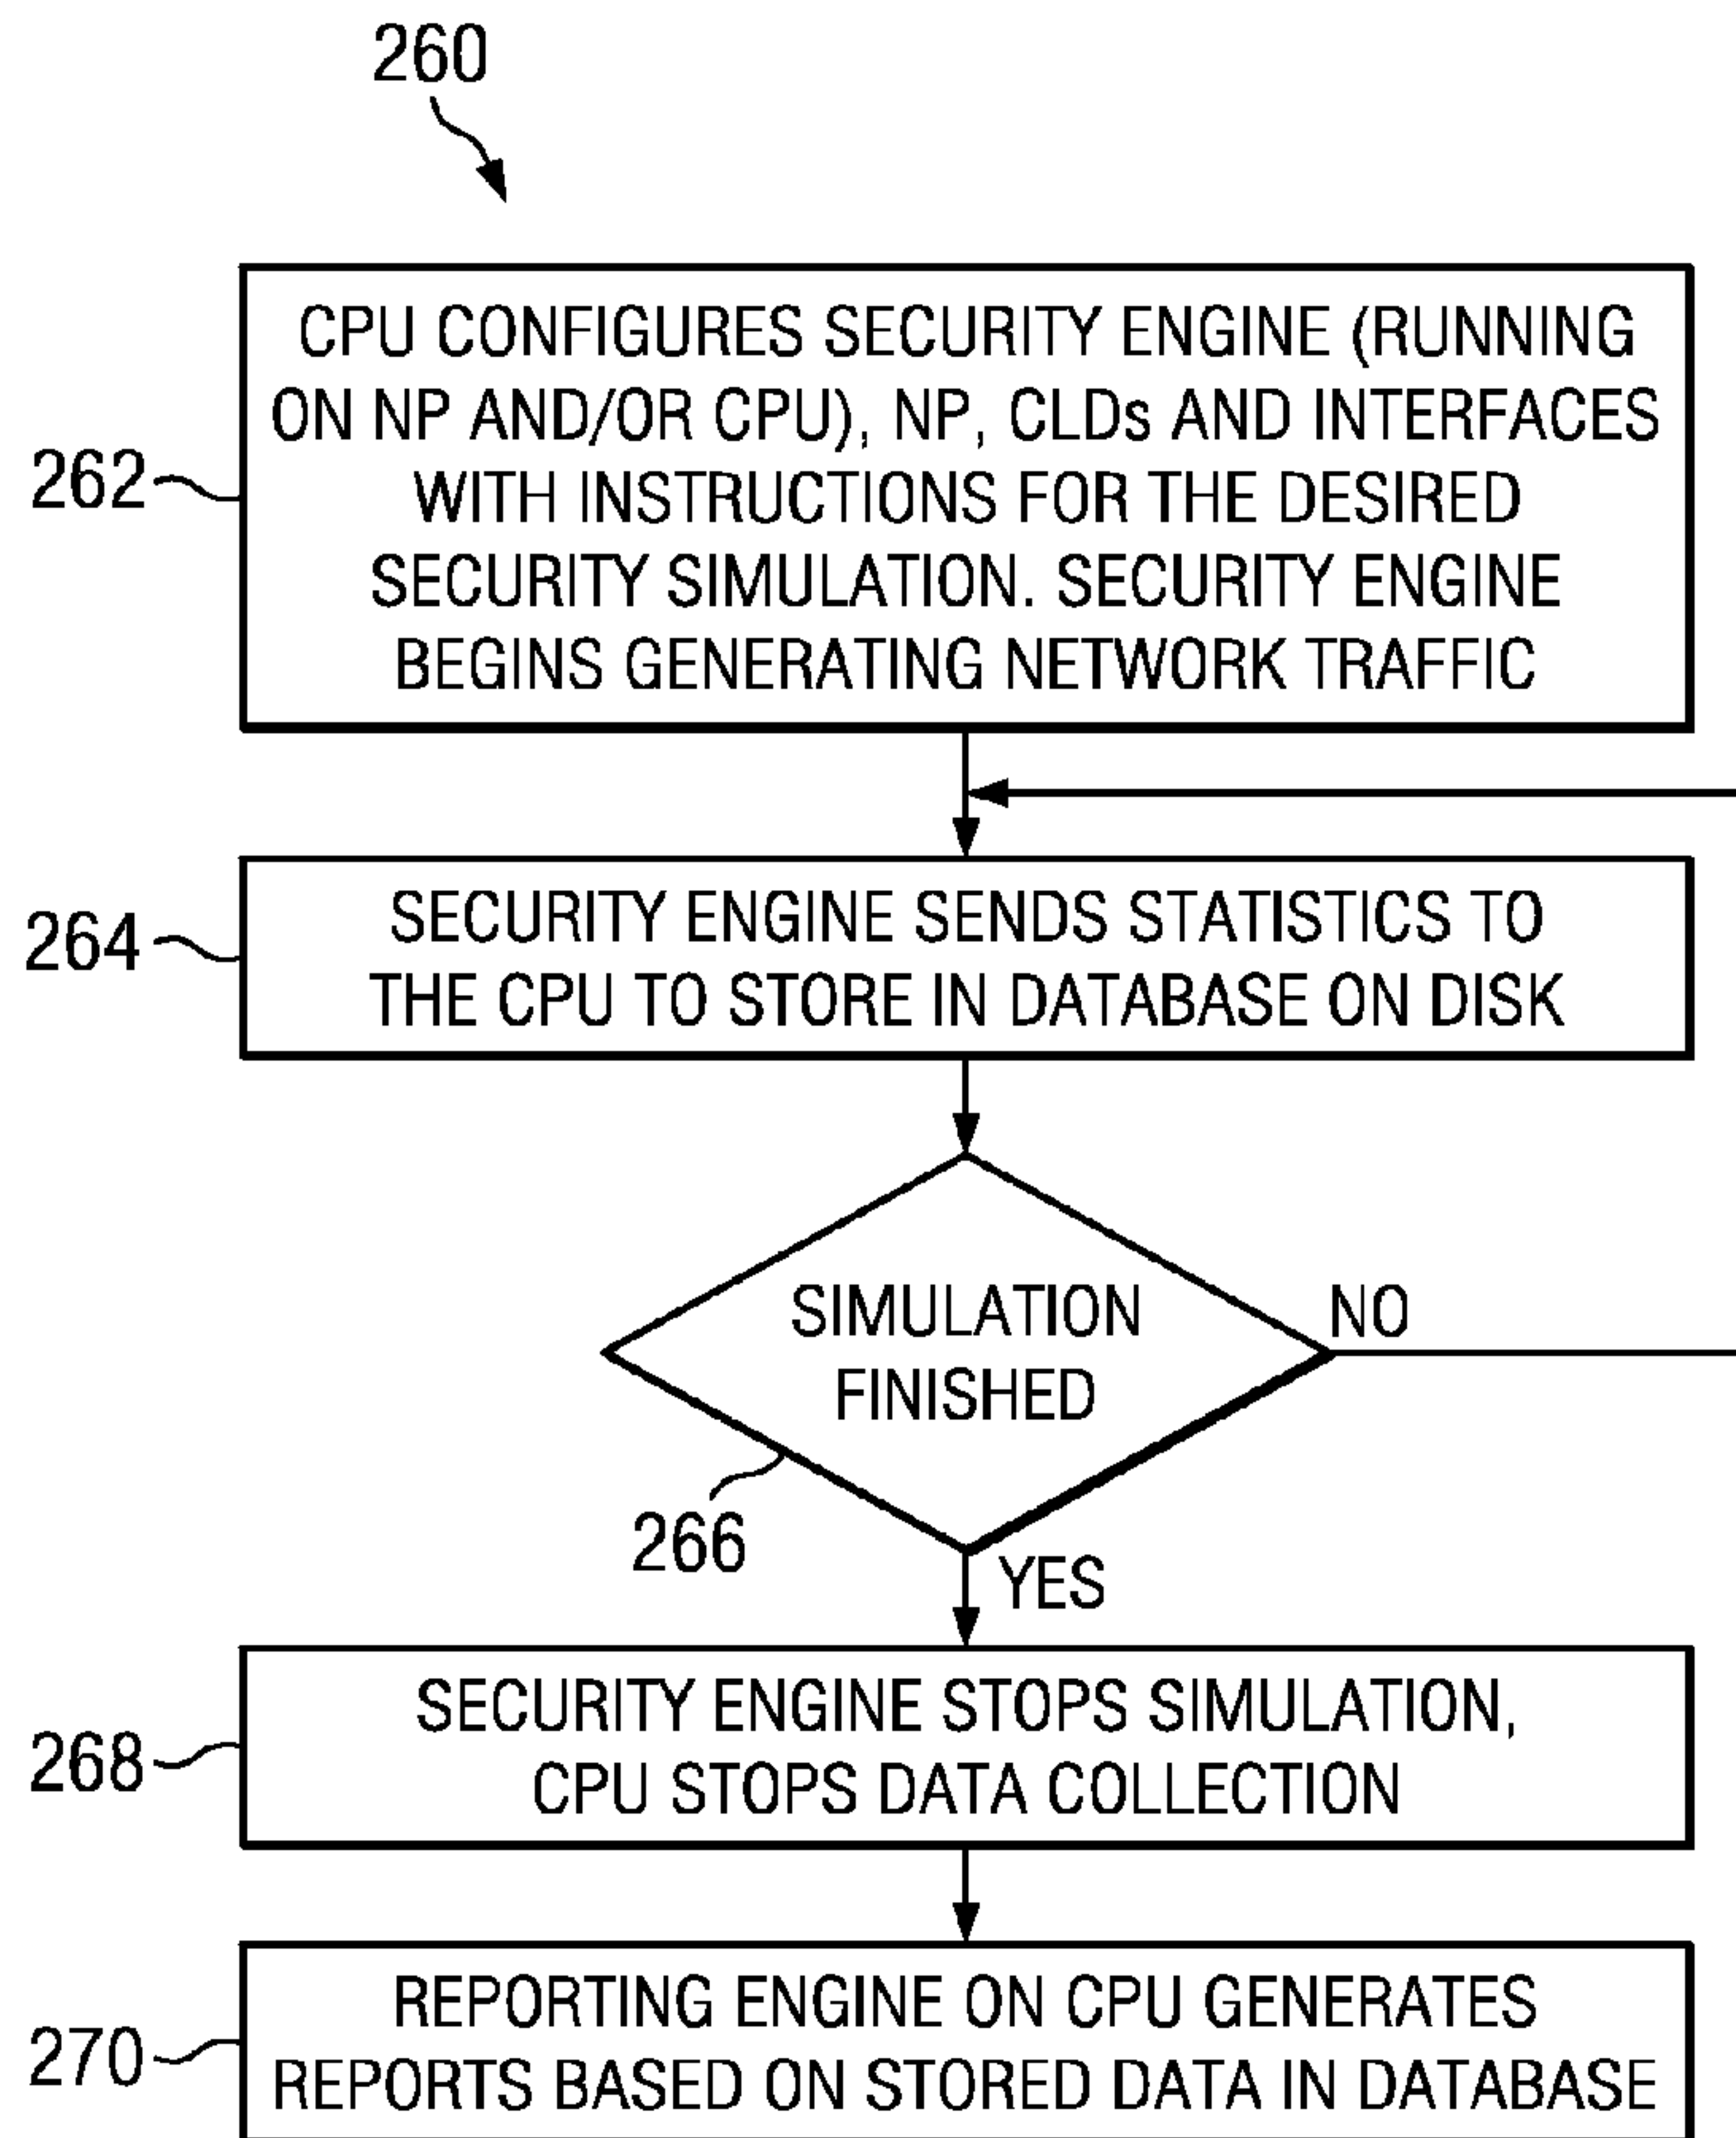 260
CPU CONFIGURES SECURITY ENGINE (RUNNING
ON NP AND/OR CPU), NP, CLDs AND INTERFACES
WITH INSTRUCTIONS FOR THE DESIRED
SECURITY SIMULATION. SECURITY ENGINE
BEGINS GENERATING NETWORK TRAFFIC
262
SECURITY ENGINE SENDS STATISTICS TO
THE CPU TO STORE IN DATABASE ON DISK
264
SIMULATION
FINISHED
NO
266
YES
SECURITY ENGINE STOPS SIMULATION,
CPU STOPS DATA COLLECTION
268
REPORTING ENGINE ON CPU GENERATES
REPORTS BASED ON STORED DATA IN DATABASE
270